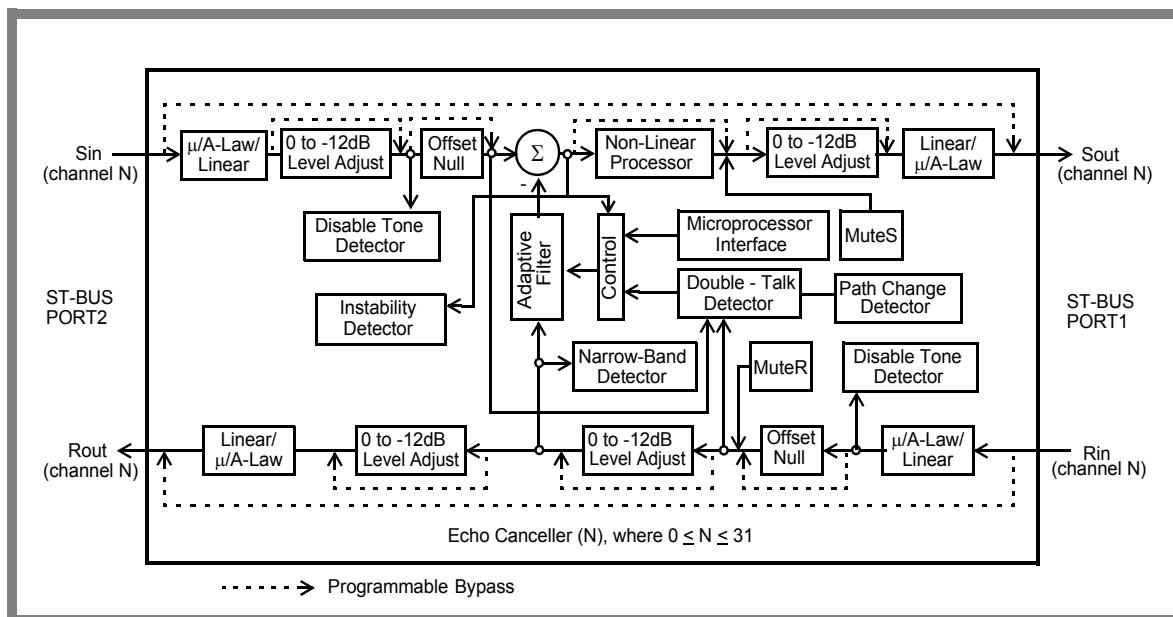 Sin
(channel N)
μ/A-Law/
Linear
0 to -12dB
Level Adjust
Offset
Null
Σ
-
Non-Linear
Processor
0 to -12dB
Level Adjust
Linear/
μ/A-Law
Sout
(channel N)
Disable Tone
Detector
Adaptive
Filter
Control
Microprocessor
Interface
MuteS
ST-BUS
PORT2
Instability
Detector
Double - Talk
Detector
Path Change
Detector
ST-BUS
PORT1
Narrow-Band
Detector
MuteR
Disable Tone
Detector
Rout
(channel N)
Linear/
μ/A-Law
0 to -12dB
Level Adjust
0 to -12dB
Level Adjust
Offset
Null
μ/A-Law/
Linear
Rin
(channel N)
Echo Canceller (N), where 0 ≤ N ≤ 31
Programmable Bypass